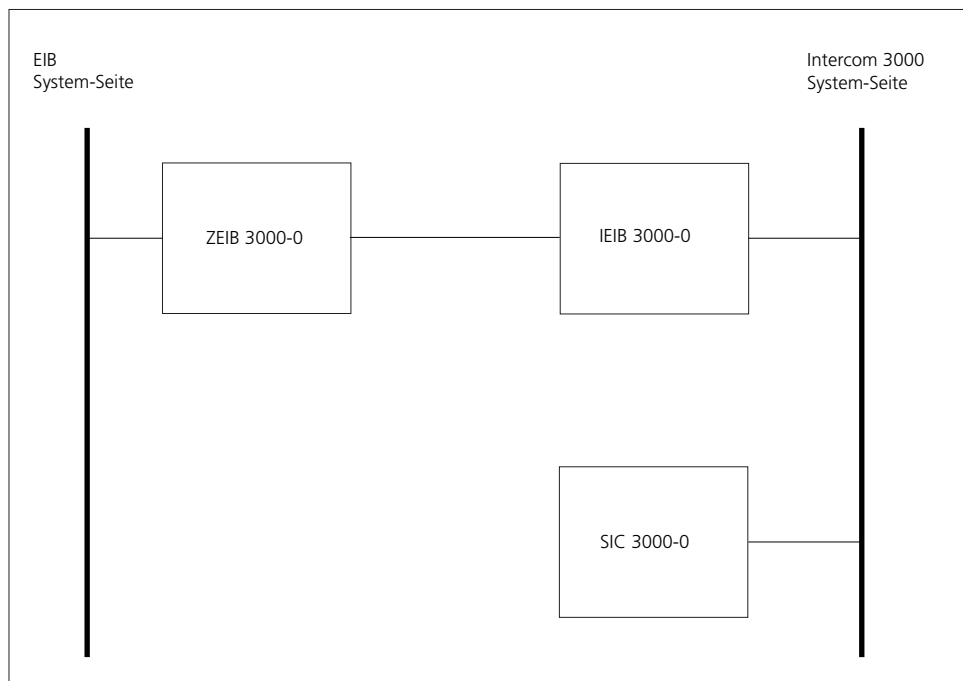 EIB
System-Seite
Intercom 3000
System-Seite
ZEIB 3000-0
IEIB 3000-0
SIC 3000-0